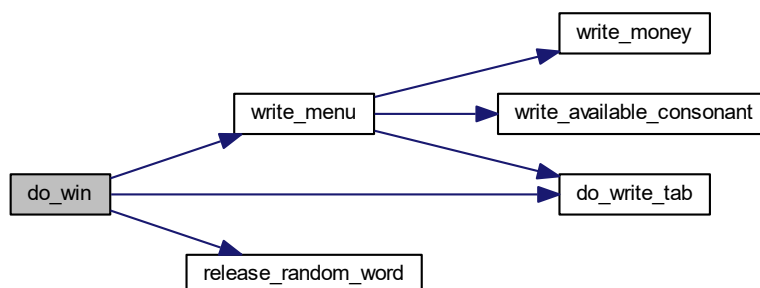 write_money
write_menu
write_available_consonant
do_win
do_write_tab
release_random_word